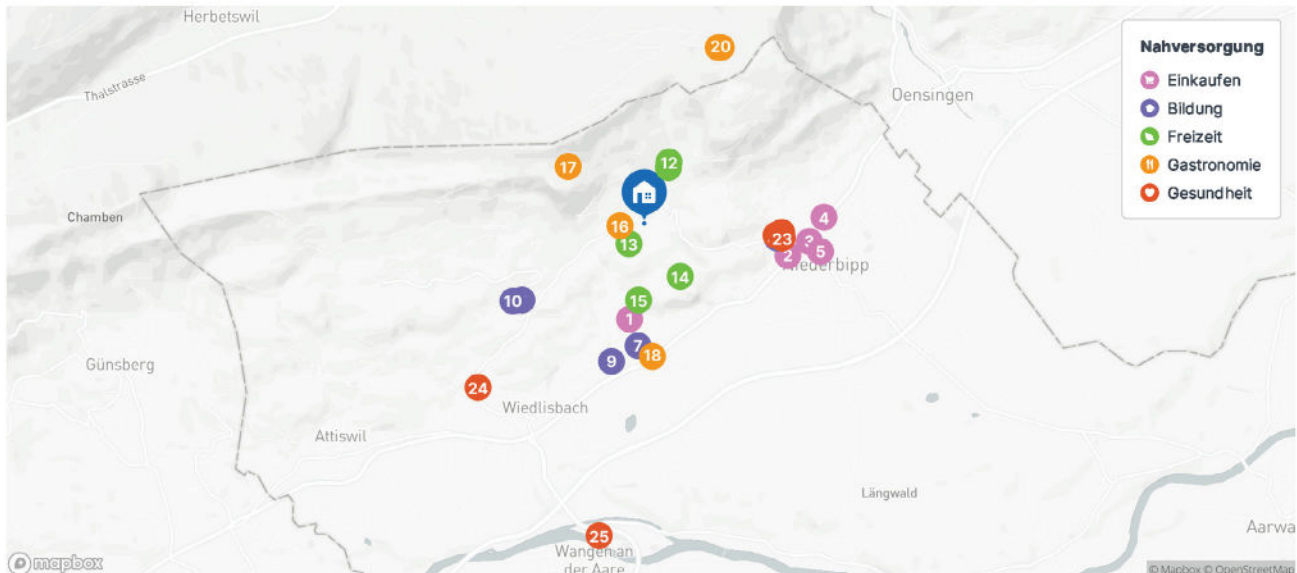 Herbetswil
20
Nahversorgung
Einkaufen
Bildung
Freizeit
Gastronomie
Gesundheit
Thalstrasse
Oensingen
17
12
Chamben
16
4
13
23
3
2
5
Niederbipp
14
10
15
1
7
9
18
Günsberg
24
Wiedlisbach
Attiswil
Längwald
25
Wangen an
der Aare
Aarwa
mapbox
© Mapbox © OpenStreetMap